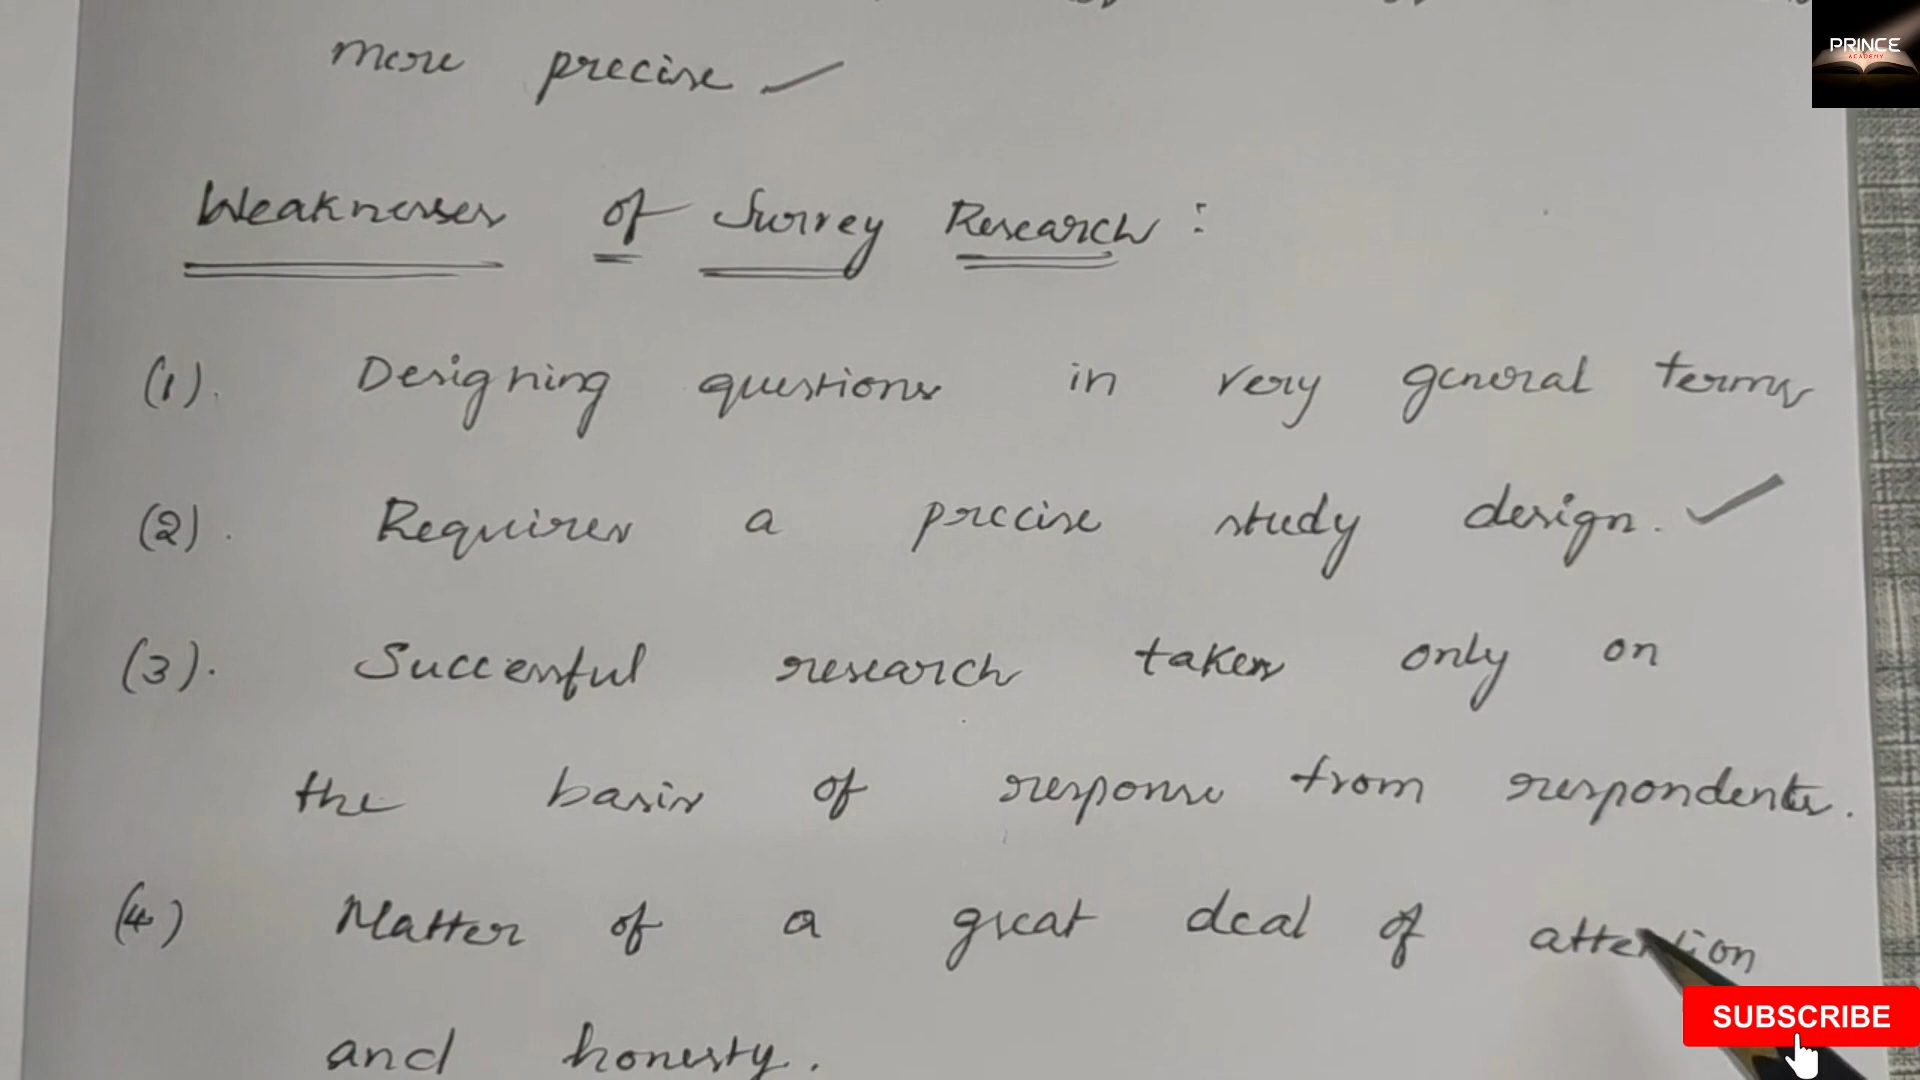 more precise
PRINCE
ACADEMY
Weaknesses of Survey Research :
(1). Designing questions in very general terms
(2). Requires a precise study design.
(3). Successful research takes only on
the basis of response from respondents.
(4) Matter of a great deal of attention
SUBSCRIBE
and honesty.